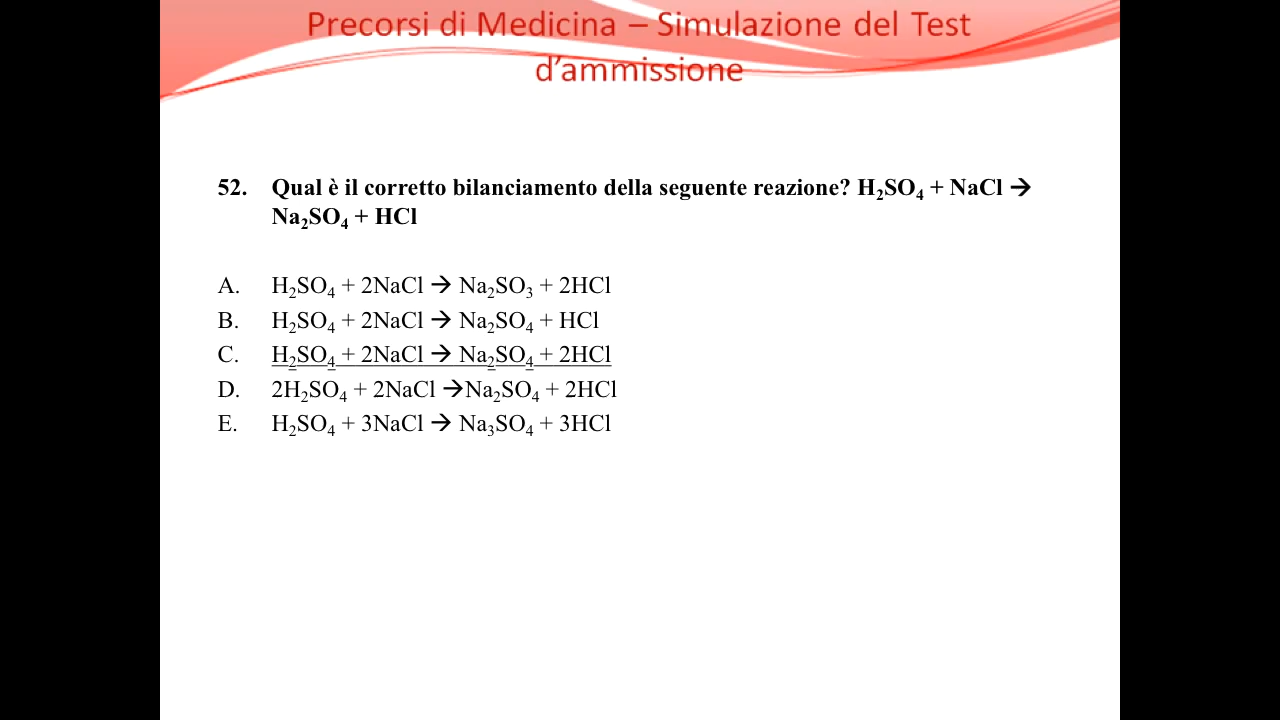 Precorsi di Medicina – Simulazione del Test
d’ammissione
52. Qual è il corretto bilanciamento della seguente reazione? H₂SO₄ + NaCl →
Na₂SO₄ + HCl
A. H₂SO₄ + 2NaCl → Na₂SO₃ + 2HCl
B. H₂SO₄ + 2NaCl → Na₂SO₄ + HCl
C. H₂SO₄ + 2NaCl → Na₂SO₄ + 2HCl
D. 2H₂SO₄ + 2NaCl →Na₂SO₄ + 2HCl
E. H₂SO₄ + 3NaCl → Na₃SO₄ + 3HCl